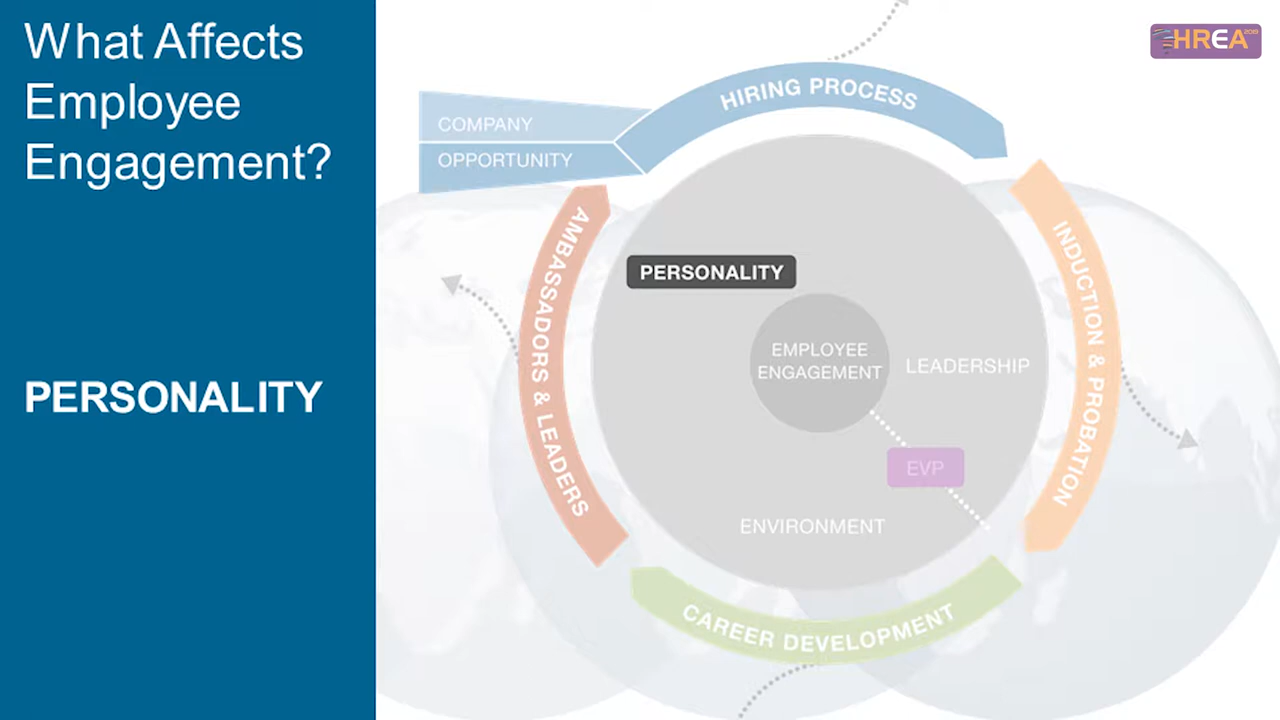 What Affects
Employee
Engagement?
PERSONALITY
HREA 2019
COMPANY
OPPORTUNITY
HIRING PROCESS
INDUCTION & PROBATION
CAREER DEVELOPMENT
AMBASSADORS & LEADERS
PERSONALITY
EMPLOYEE
ENGAGEMENT
LEADERSHIP
EVP
ENVIRONMENT